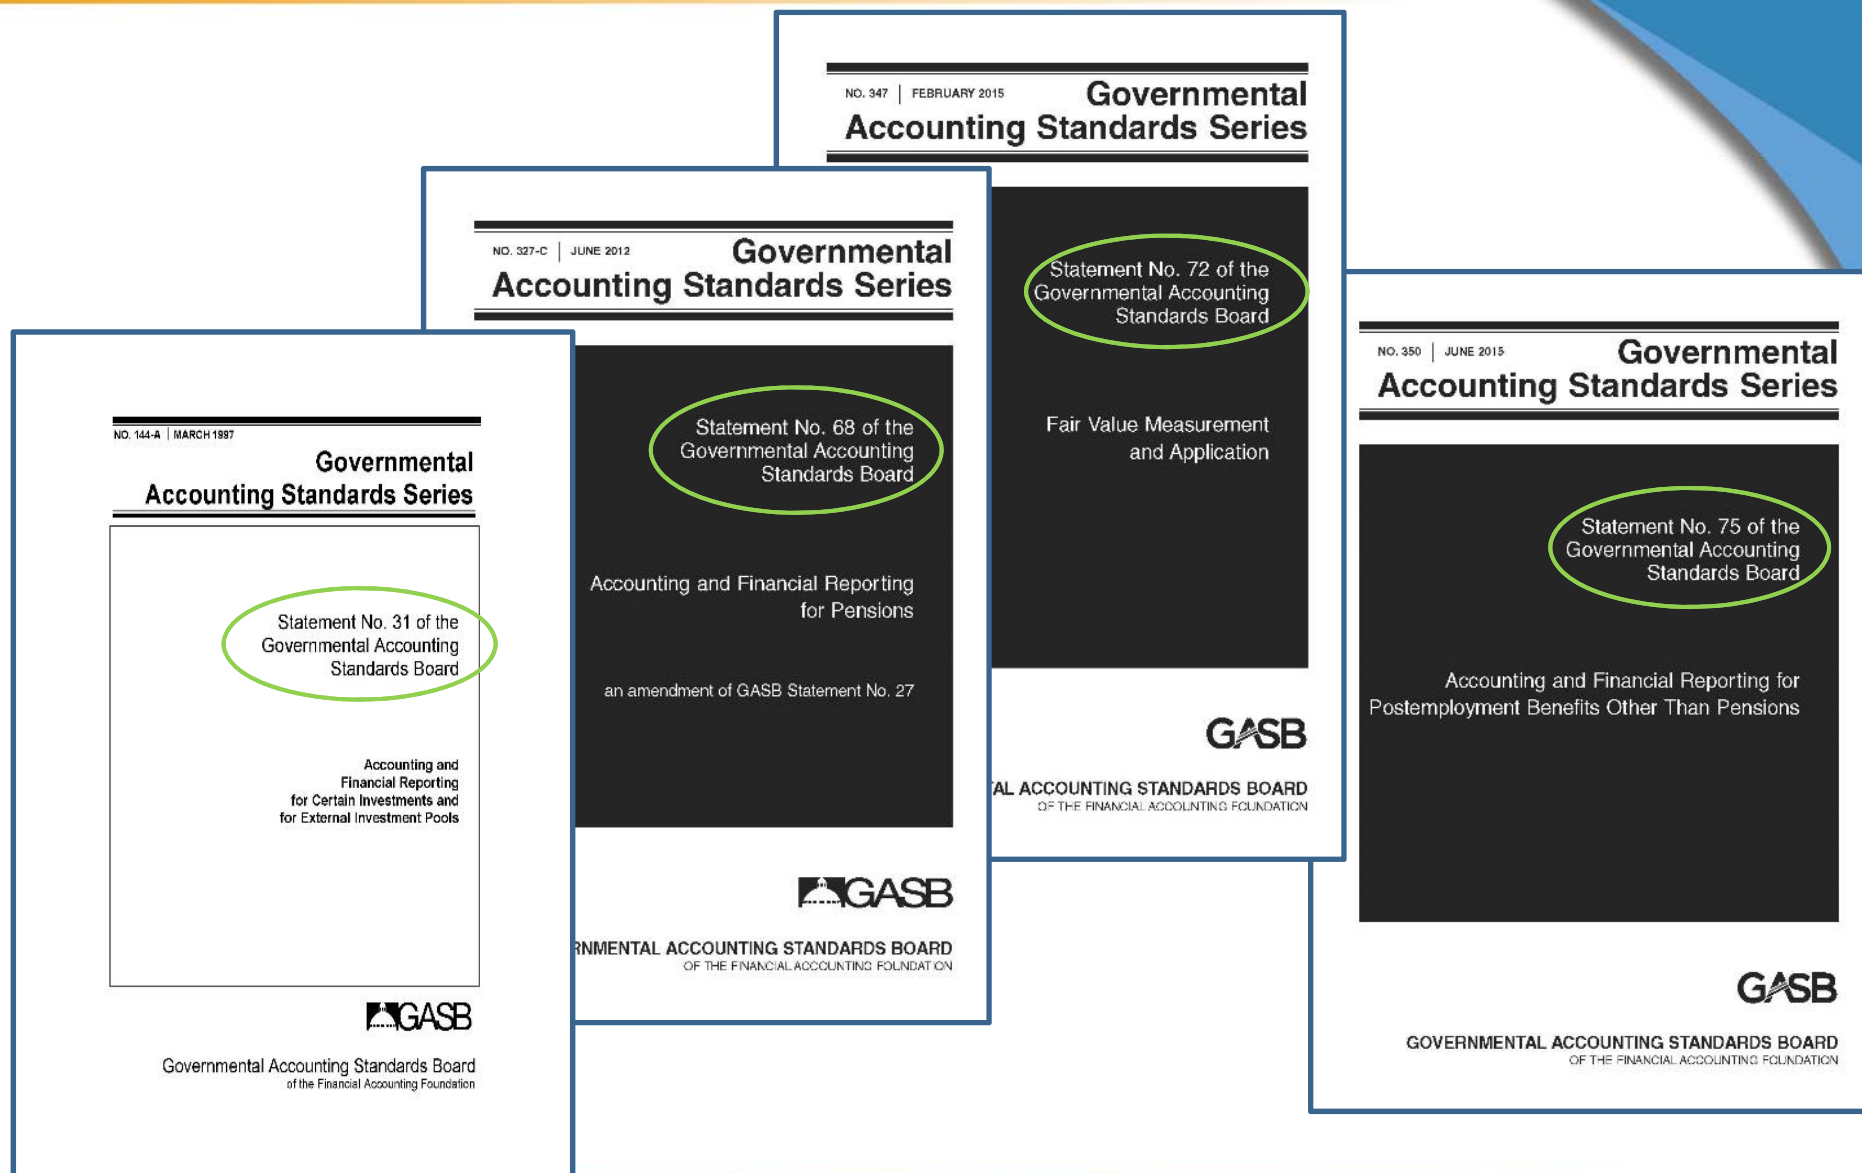 NO. 144-A | MARCH 1997
Governmental
Accounting Standards Series
Statement No. 31 of the
Governmental Accounting
Standards Board
Accounting and
Financial Reporting
for Certain Investments and
for External Investment Pools
GASB
Governmental Accounting Standards Board
of the Financial Accounting Foundation
NO. 327-C | JUNE 2012
Governmental
Accounting Standards Series
Statement No. 68 of the
Governmental Accounting
Standards Board
Accounting and Financial Reporting
for Pensions
an amendment of GASB Statement No. 27
GASB
RNMENTAL ACCOUNTING STANDARDS BOARD
OF THE FINANCIAL ACCOUNTING FOUNDATION
NO. 347 | FEBRUARY 2015
Governmental
Accounting Standards Series
Statement No. 72 of the
Governmental Accounting
Standards Board
Fair Value Measurement
and Application
GASB
AL ACCOUNTING STANDARDS BOARD
OF THE FINANCIAL ACCOUNTING FOUNDATION
NO. 350 | JUNE 2015
Governmental
Accounting Standards Series
Statement No. 75 of the
Governmental Accounting
Standards Board
Accounting and Financial Reporting for
Postemployment Benefits Other Than Pensions
GASB
GOVERNMENTAL ACCOUNTING STANDARDS BOARD
OF THE FINANCIAL ACCOUNTING FOUNDATION